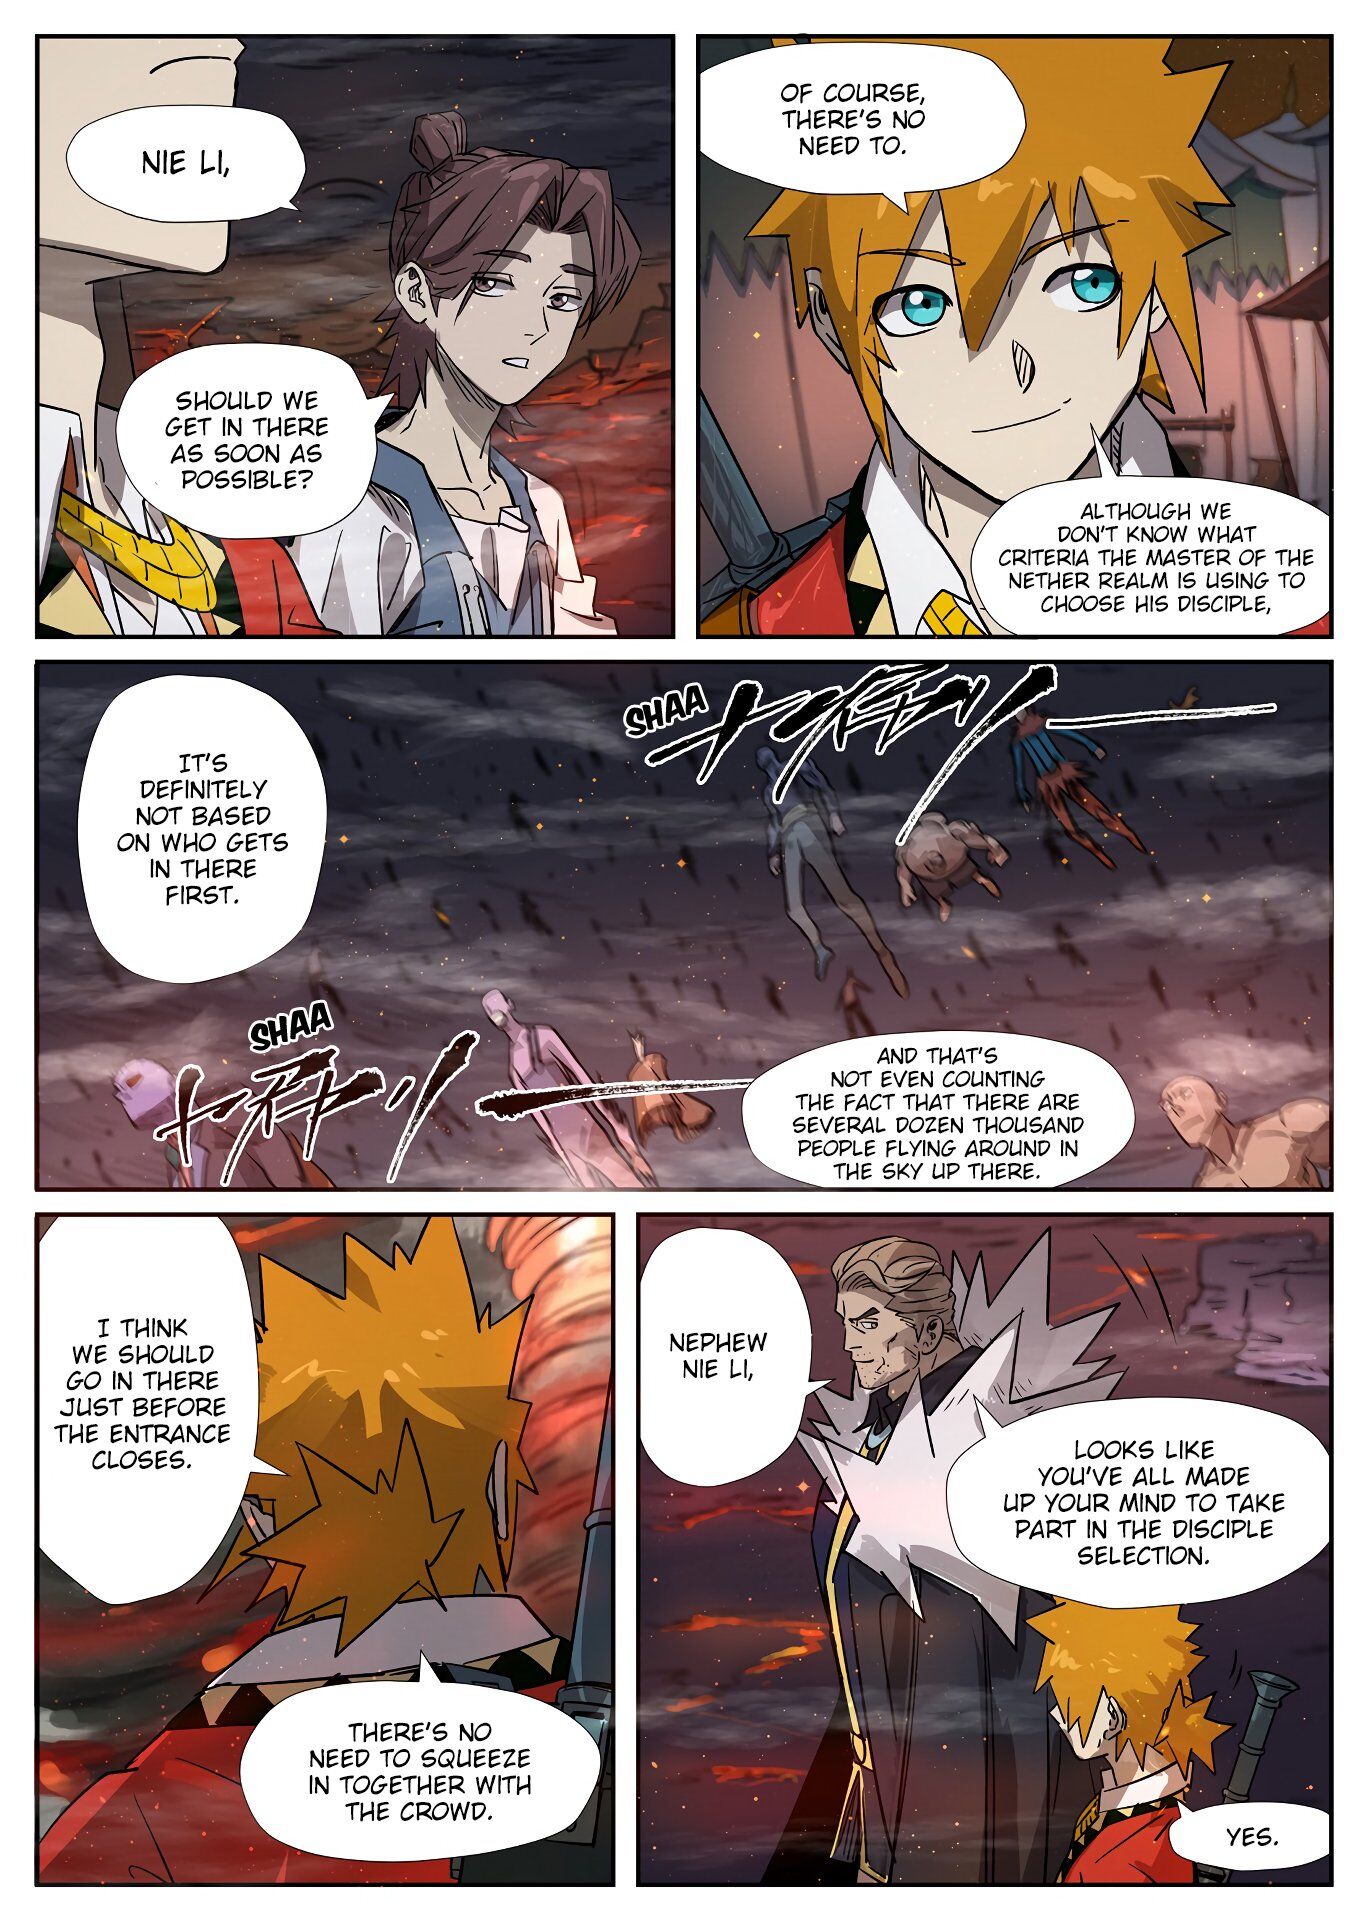 NIE LI,
SHOULD WE
GET IN THERE
AS SOON AS
POSSIBLE?
OF COURSE,
THERE'S NO
NEED TO.
ALTHOUGH WE
DON'T KNOW WHAT
CRITERIA THE MASTER OF THE
NETHER REALM IS USING TO
CHOOSE HIS DISCIPLE,
IT'S
DEFINITELY
NOT BASED
ON WHO GETS
IN THERE
FIRST.
SHAA
SHAA
AND THAT'S
NOT EVEN COUNTING
THE FACT THAT THERE ARE
SEVERAL DOZEN THOUSAND
PEOPLE FLYING AROUND IN
THE SKY UP THERE.
I THINK
WE SHOULD
GO IN THERE
JUST BEFORE
THE ENTRANCE
CLOSES.
THERE'S NO
NEED TO SQUEEZE
IN TOGETHER WITH
THE CROWD.
NEPHEW
NIE LI,
LOOKS LIKE
YOU'VE ALL MADE
UP YOUR MIND TO TAKE
PART IN THE DISCIPLE
SELECTION.
YES.